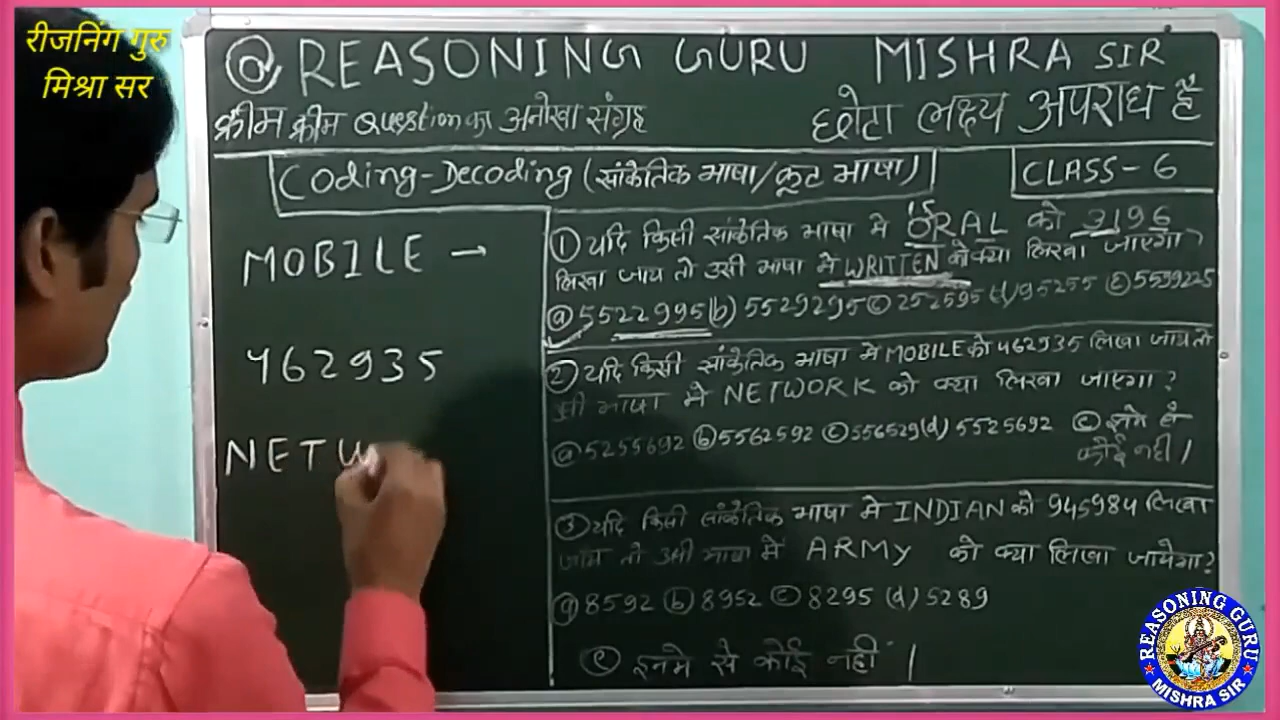 रीजनिंग गुरु
मिश्रा सर
@ REASONING GURU MISHRA SIR
क्रीम क्रीम Question का अनोखा संग्रह
छोटा लक्ष्य अपराध है
Coding-Decoding (सांकेतिक भाषा/कूट भाषा)
CLASS-6
MOBILE →
462935
NETW
15
① यदि किसी सांकेतिक भाषा मे ORAL को 3196
लिखा जाय तो उसी भाषा मे WRITTEN को क्या लिखा जाएगा?
ⓐ 5522995 (b) 5529295 ⓒ 252595 (d) 95255 ⓔ 5599225
② यदि किसी सांकेतिक भाषा मे MOBILE को 462935 लिखा जाय तो
उसी भाषा मे NETWORK को क्या लिखा जाएगा?
ⓐ 5255692 ⓑ 5562592 ⓒ 556529 (d) 5525692 ⓔ इनमे से
कोई नही।
③ यदि किसी सांकेतिक भाषा मे INDIAN को 945984 लिखा
जाय तो उसी भाषा मे ARMY को क्या लिखा जायेगा?
ⓐ 8592 ⓑ 8952 ⓒ 8295 (d) 5289
ⓔ इनमे से कोई नही।
REASONING GURU
MISHRA SIR